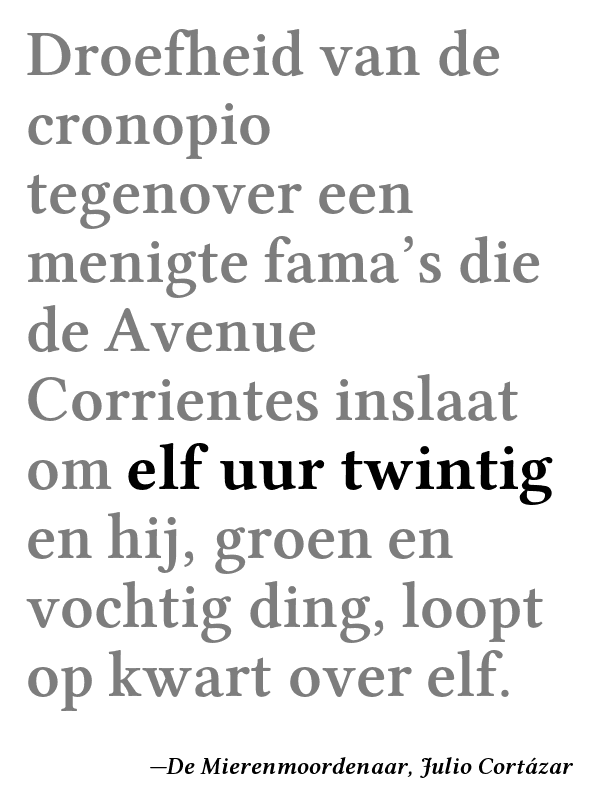 Droefheid van de
cronopio
tegenover een
menigte fama’s die
de Avenue
Corrientes inslaat
om elf uur twintig
en hij, groen en
vochtig ding, loopt
op kwart over elf.
—De Mierenmoordenaar, Julio Cortázar